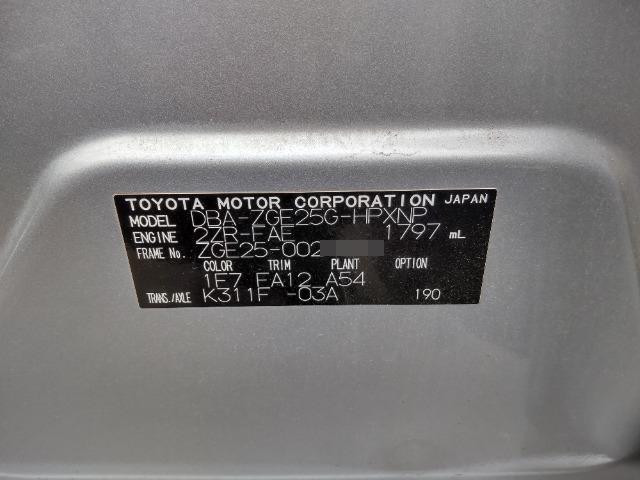 TOYOTA MOTOR CORPORATION JAPAN
MODEL DBA-ZGE25G-HPXNP
ENGINE 2ZR-FAE 1797 mL
FRAME No. ZGE25-002
COLOR TRIM PLANT OPTION
1E7 EA12 A54
TRANS./AXLE K311F -03A 190